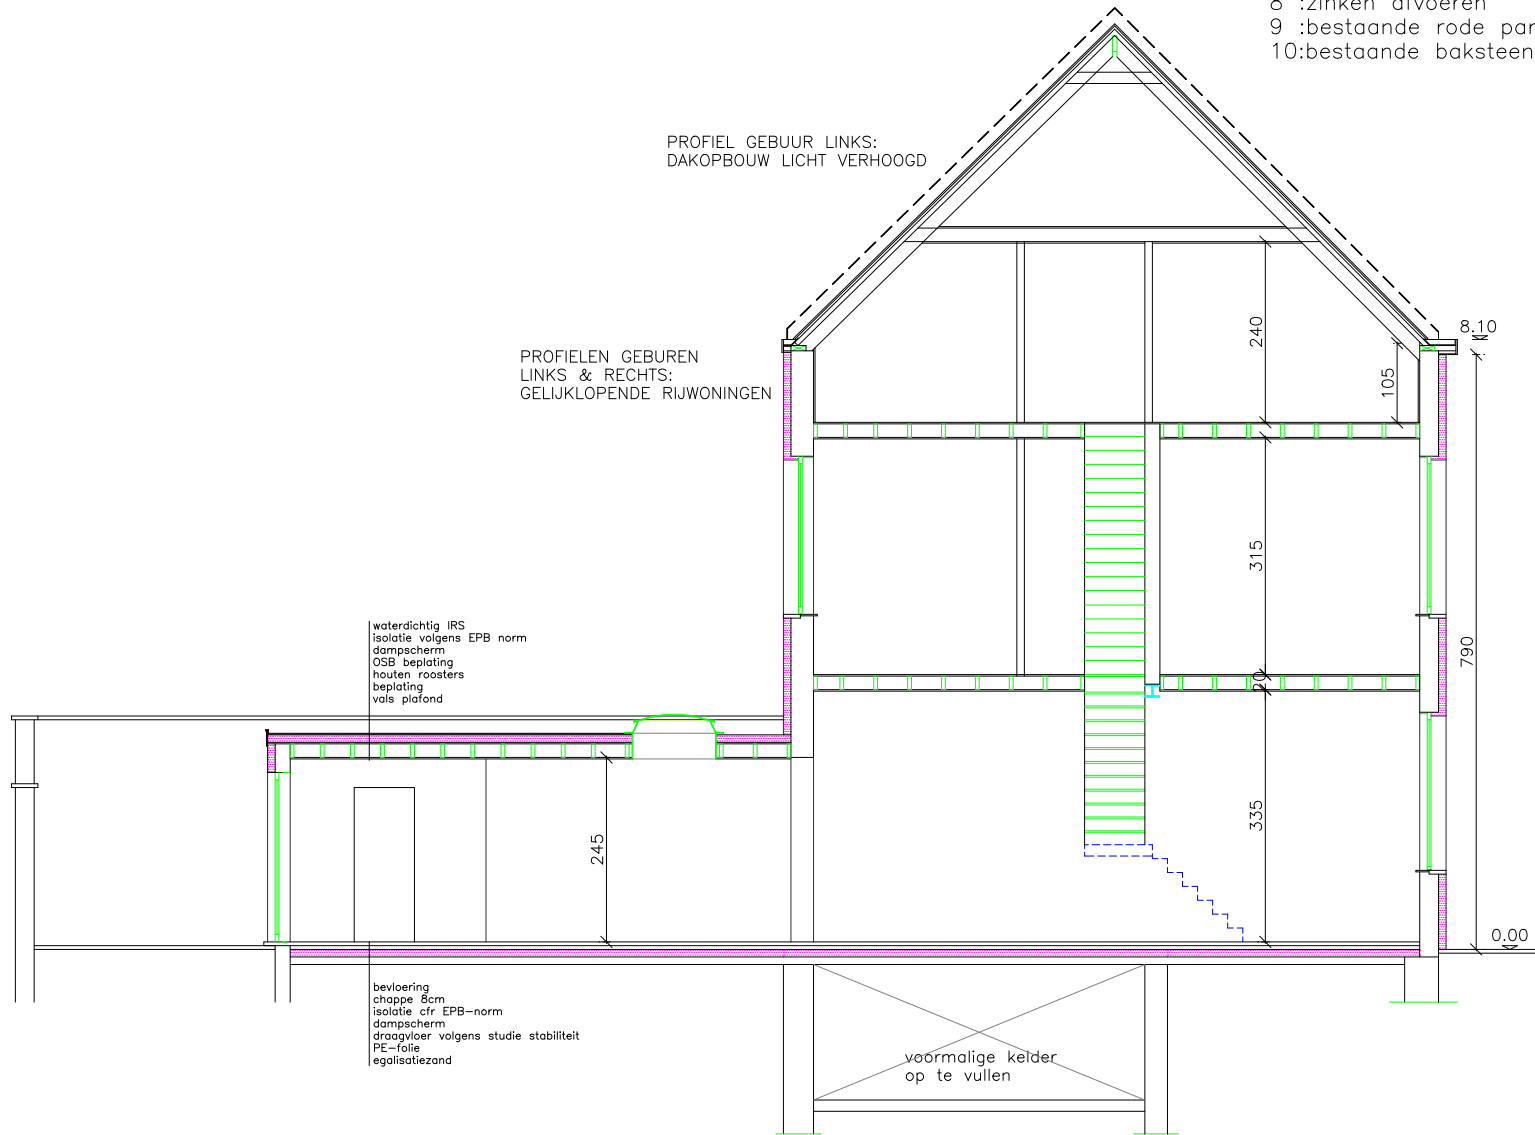 8 :zinken afvoeren
9 :bestaande rode
10:bestaande baksteen
PROFIEL GEBUUR LINKS:
DAKOPBOUW LICHT VERHOOGD
240
8.10
105
PROFIELEN GEBUREN
LINKS & RECHTS:
GELIJKLOPENDE RIJWONINGEN
315
790
20
waterdichtig IRS
isolatie volgens EPB norm
dampscherm
OSB beplating
houten roosters
beplating
vals plafond
335
245
0.00
bevloering
chappe 8cm
isolatie cfr EPB-norm
dampscherm
draagvloer volgens studie stabiliteit
PE-folie
egalisatiezand
voormalige kelder
op te vullen